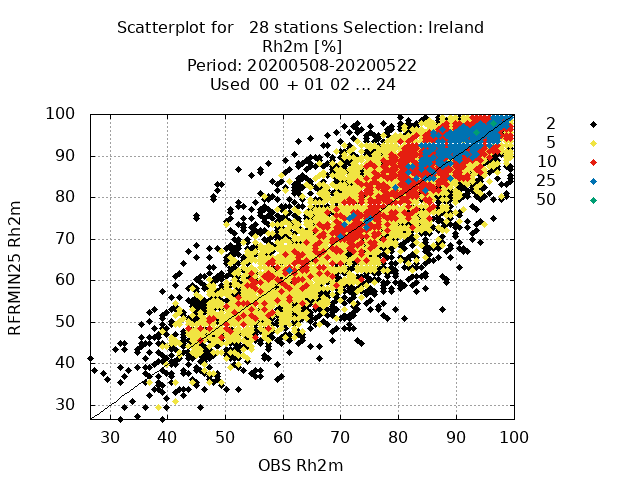 Scatterplot for   28 stations Selection: Ireland
Rh2m [%]
Period: 20200508-20200522
Used  00 + 01 02 ... 24
RFRMIN25 Rh2m
100
90
80
70
60
50
40
30
30 40 50 60 70 80 90 100
OBS Rh2m
2
5
10
25
50